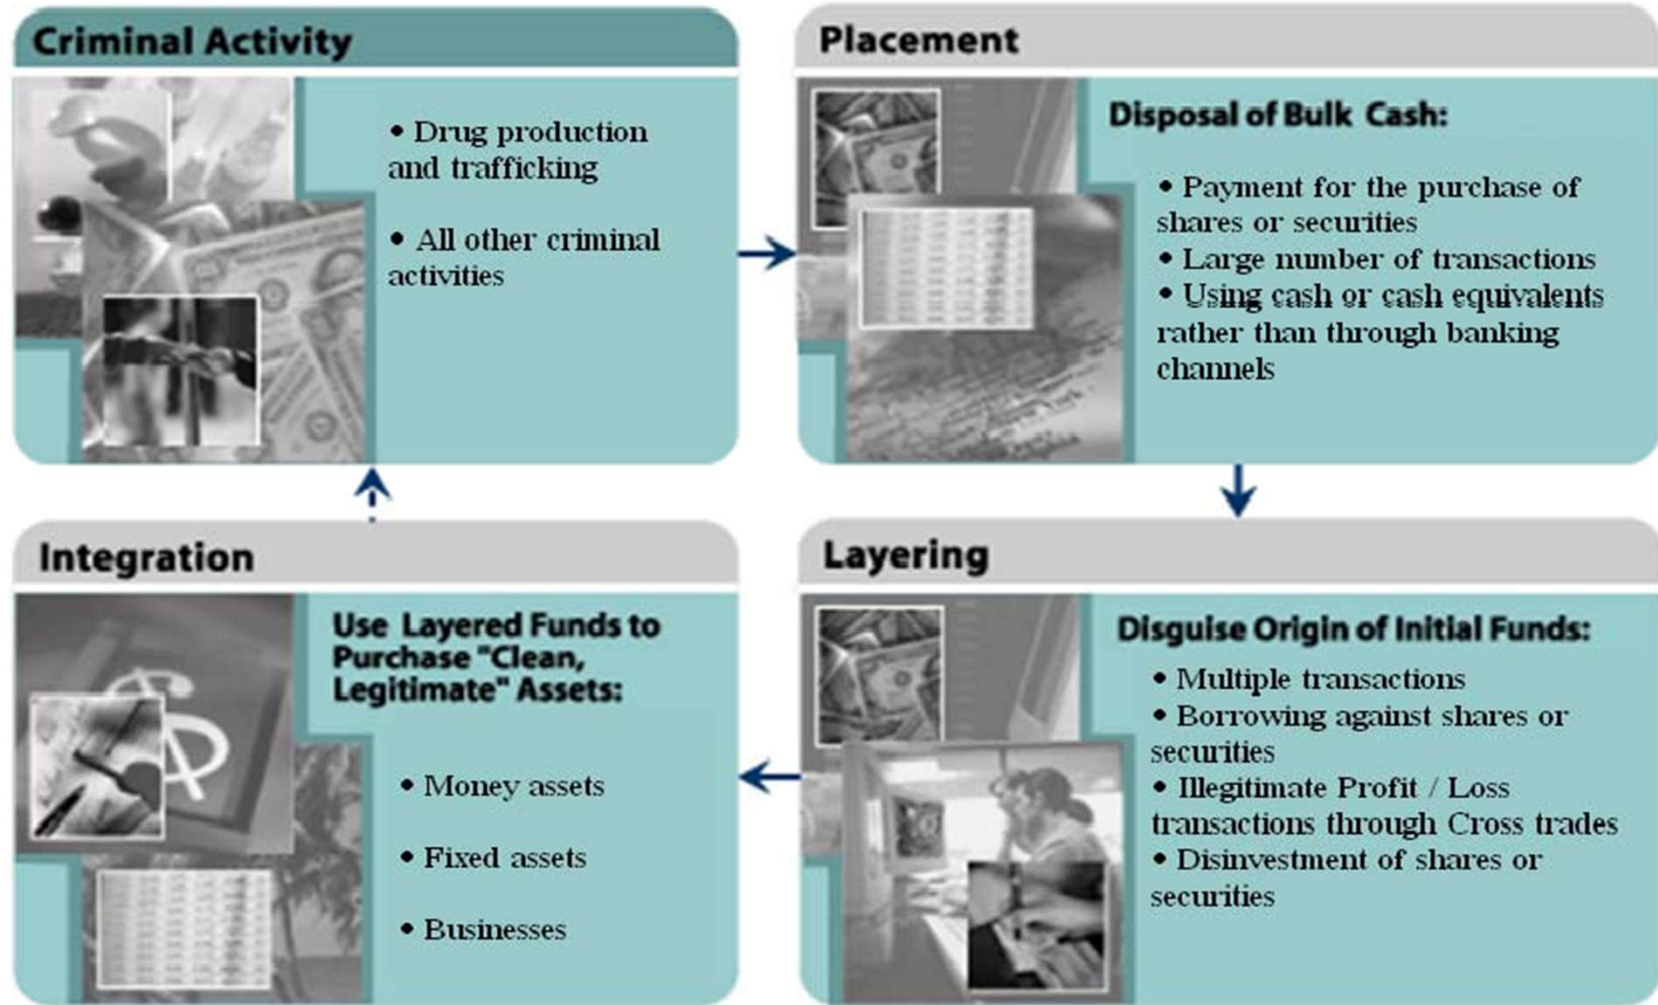 Criminal Activity
• Drug production
and trafficking
• All other criminal
activities
Placement
Disposal of Bulk Cash:
• Payment for the purchase of
shares or securities
• Large number of transactions
• Using cash or cash equivalents
rather than through banking
channels
Integration
Use Layered Funds to
Purchase "Clean,
Legitimate" Assets:
• Money assets
• Fixed assets
• Businesses
Layering
Disguise Origin of Initial Funds:
• Multiple transactions
• Borrowing against shares or
securities
• Illegitimate Profit / Loss
transactions through Cross trades
• Disinvestment of shares or
securities